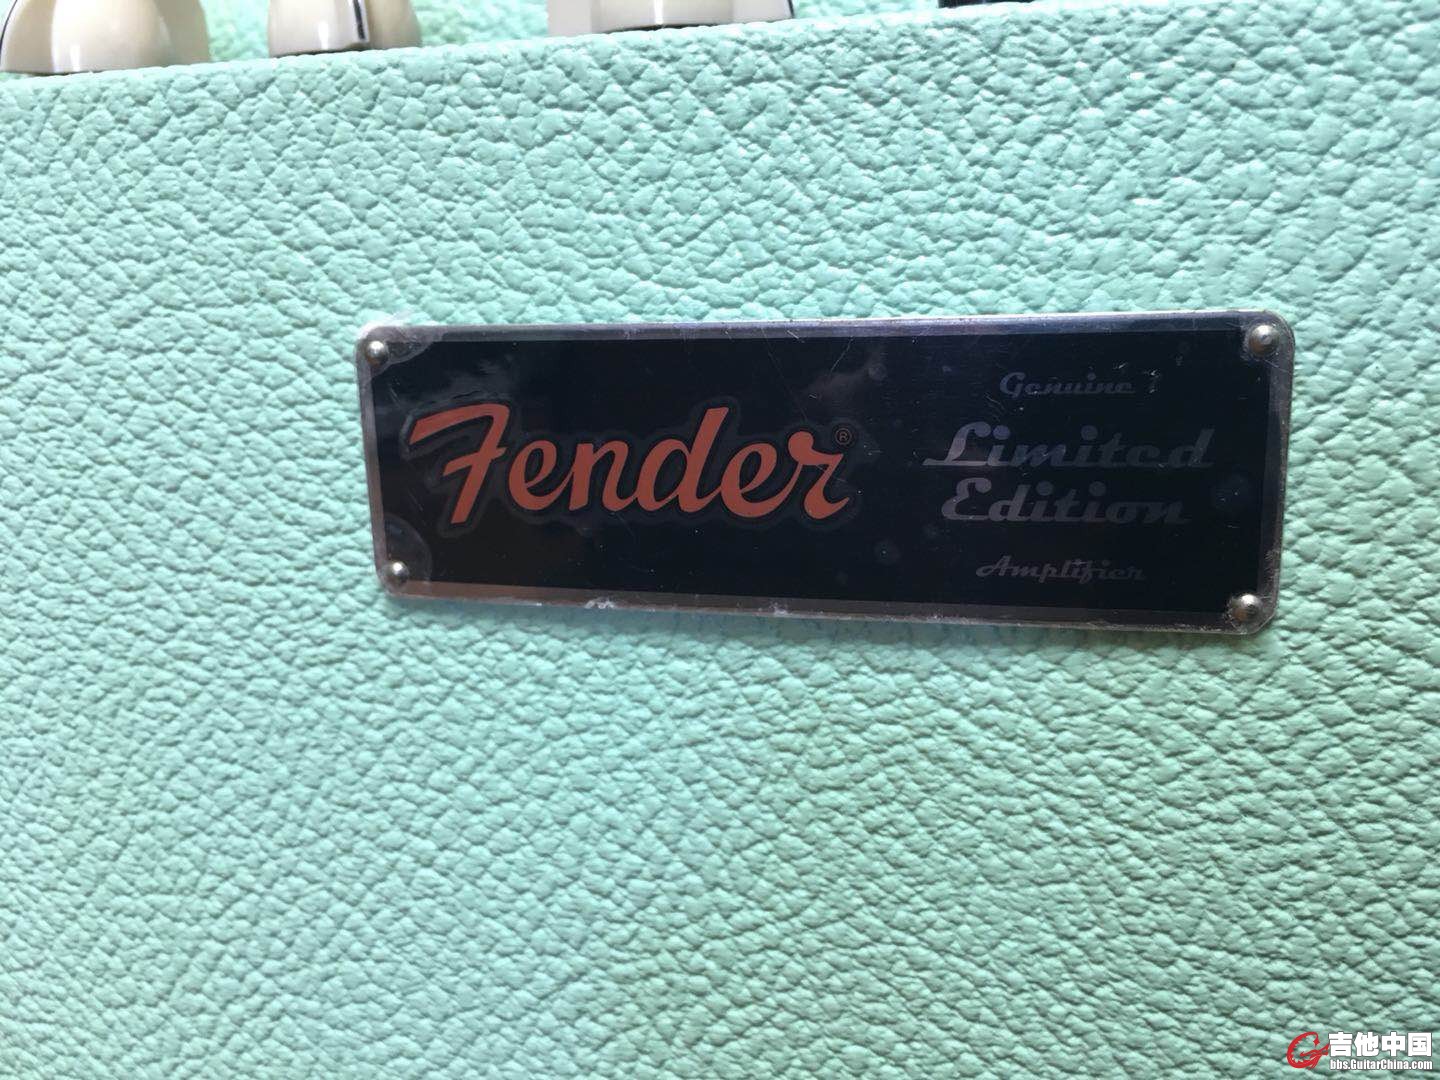 Fender®
Genuine
Limited
Edition
Amplifier
吉他中国
bbs.GuitarChina.com